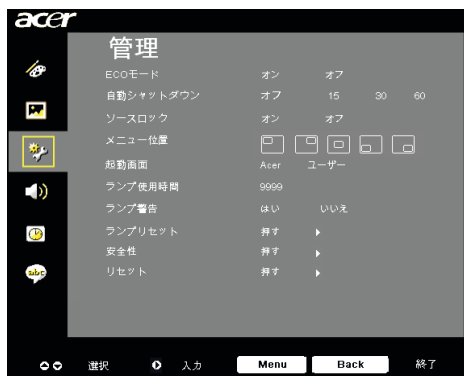 acer
管理
ECOモード オン オフ
自動シャットダウン オフ 15 30 60
ソースロック オン オフ
メニュー位置
起動画面 Acer ユーザー
ランプ使用時間 9999
ランプ警告 はい いいえ
ランプリセット 押す
安全性 押す
リセット 押す
abc
選択 入力 Menu Back 終了